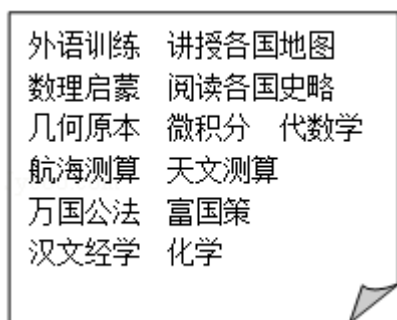 外语训练 讲授各国地图
数理启蒙 阅读各国史略
几何原本 微积分 代数学
航海测算 天文测算
万国公法 富国策
汉文经学 化学